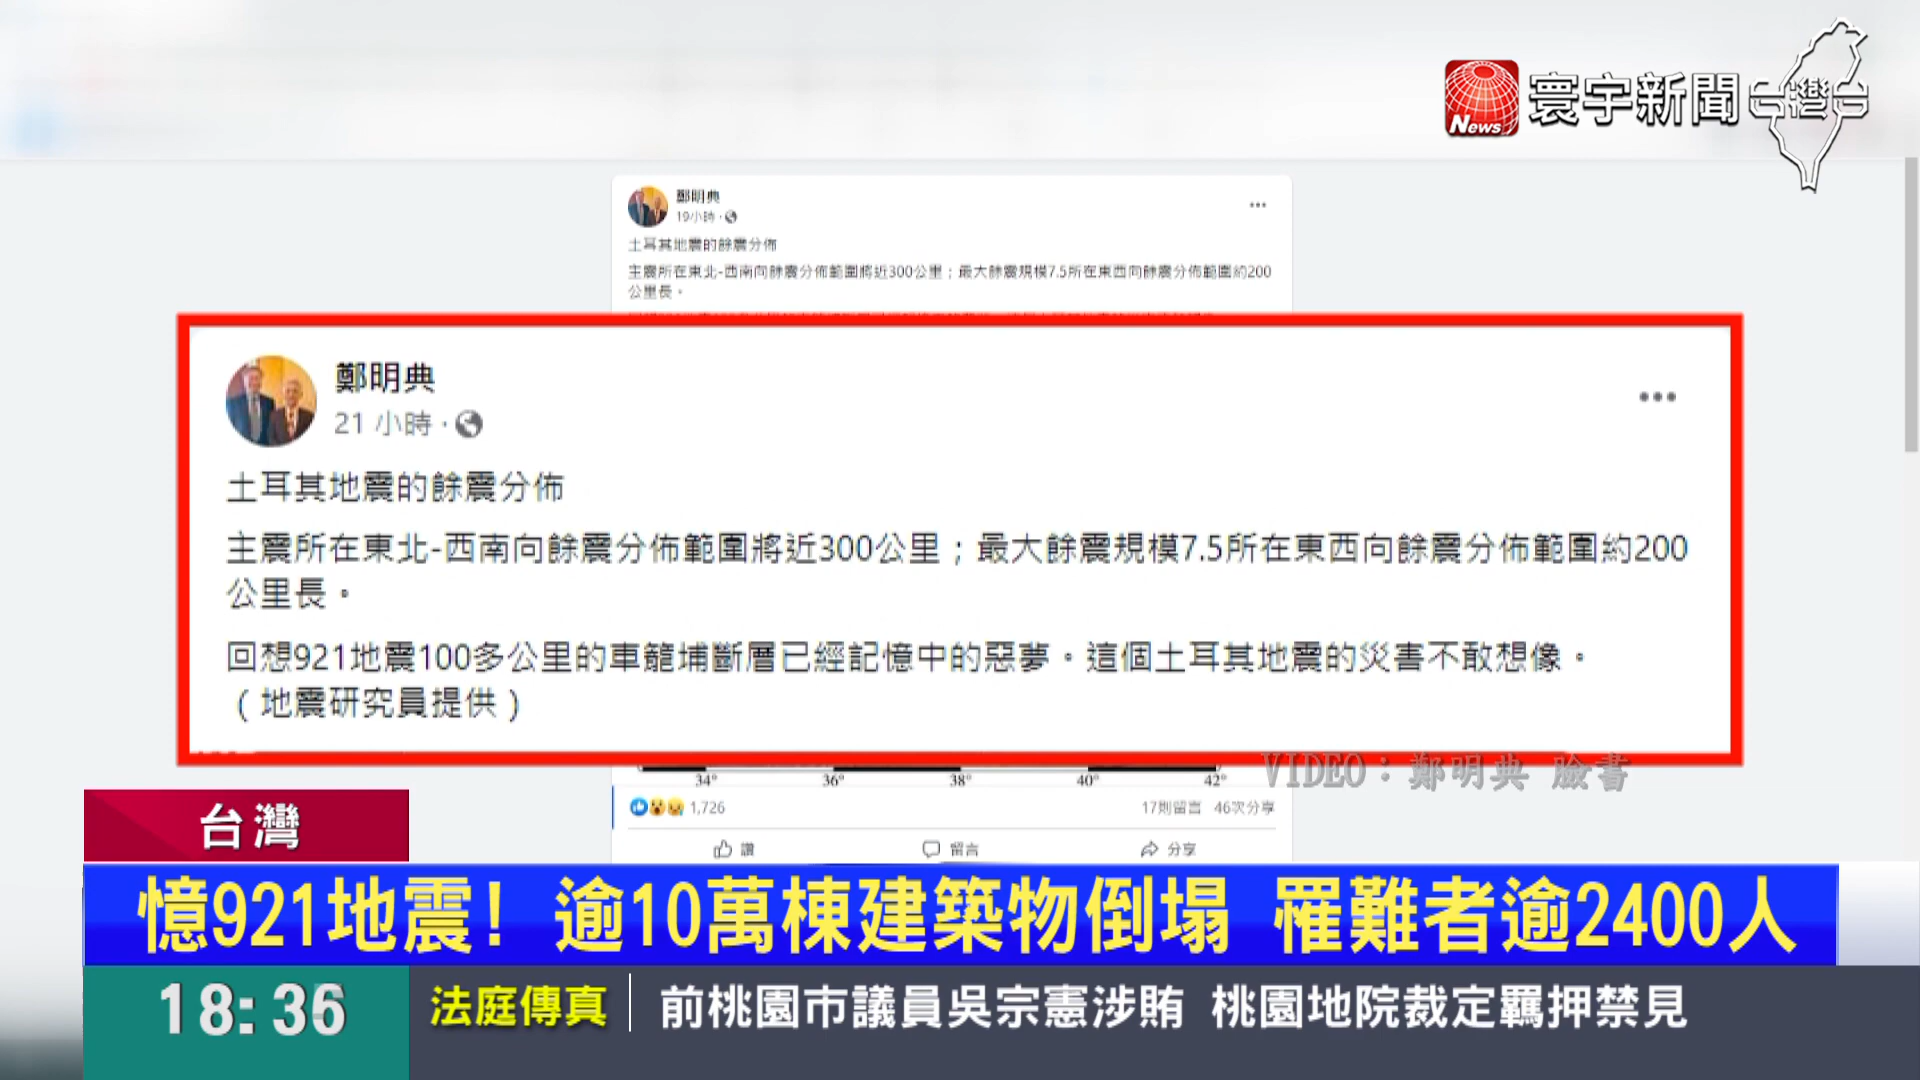 News 寰宇新聞 台灣
鄭明典
19小時
土耳其地震的餘震分佈
主震所在東北-西南向餘震分佈範圍將近300公里；最大餘震規模7.5所在東西向餘震分佈範圍約200
公里長。
鄭明典
21 小時
土耳其地震的餘震分佈
主震所在東北-西南向餘震分佈範圍將近300公里；最大餘震規模7.5所在東西向餘震分佈範圍約200
公里長。
回想921地震100多公里的車籠埔斷層已經記憶中的惡夢。這個土耳其地震的災害不敢想像。
（地震研究員提供）
VIDEO：鄭明典 臉書
34° 36° 38° 40° 42°
1,726 17則留言 46次分享
讚 留言 分享
台灣
憶921地震! 逾10萬棟建築物倒塌 罹難者逾2400人
18:36 法庭傳真 前桃園市議員吳宗憲涉賄 桃園地院裁定羈押禁見